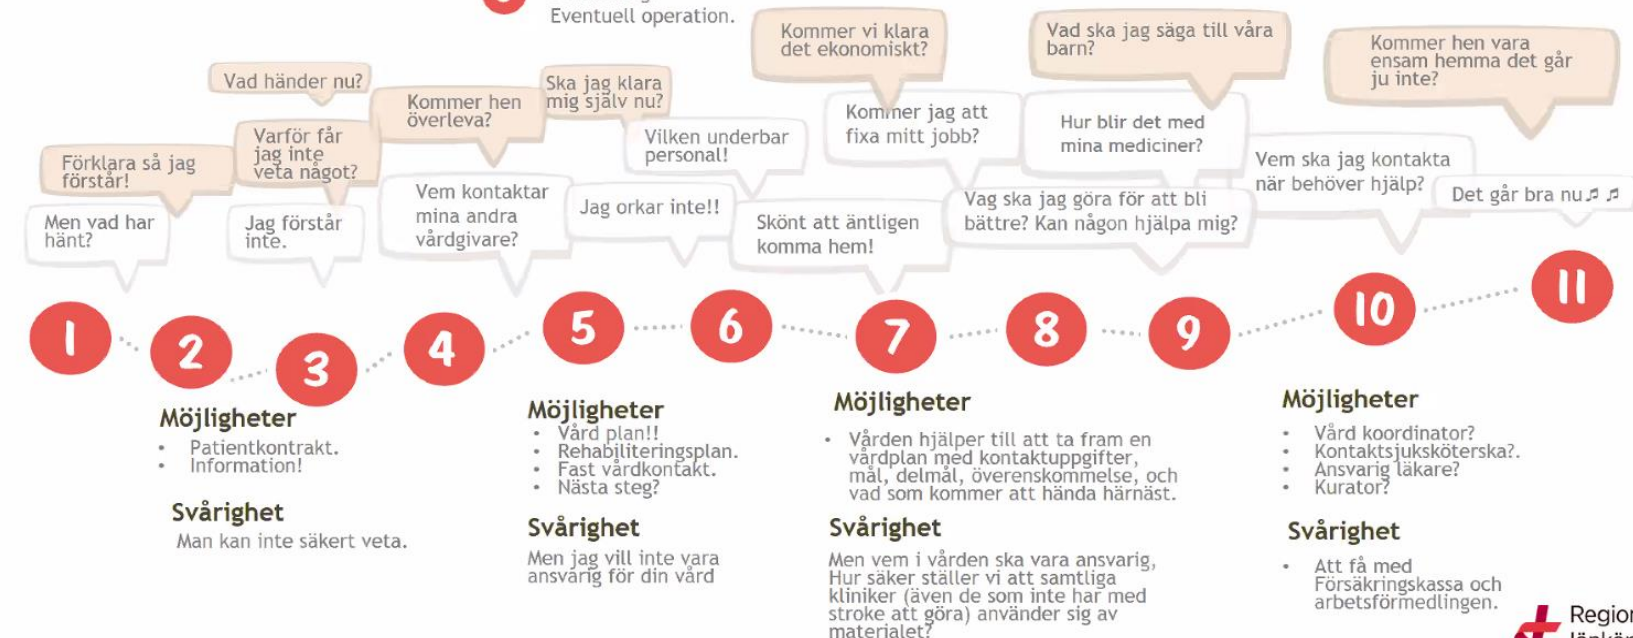 Eventuell operation.
Förklara så jag
förstår!
Men vad har
hänt?
Vad händer nu?
Varför får
jag inte
veta något?
Jag förstår
inte.
Kommer hen
överleva?
Vem kontaktar
mina andra
vårdgivare?
Ska jag klara
mig själv nu?
Jag orkar inte!!
Vilken underbar
personal!
Kommer vi klara
det ekonomiskt?
Kommer jag att
fixa mitt jobb?
Skönt att äntligen
komma hem!
Vad ska jag säga till våra
barn?
Hur blir det med
mina mediciner?
Vag ska jag göra för att bli
bättre? Kan någon hjälpa mig?
Kommer hen vara
ensam hemma det går
ju inte?
Vem ska jag kontakta
när behöver hjälp?
Det går bra nu♫ ♫
1
2
3
4
5
6
7
8
9
10
11
Möjligheter
• Patientkontrakt.
• Information!
Svårighet
Man kan inte säkert veta.
Möjligheter
• Vård plan!!
• Rehabiliteringsplan.
• Fast vårdkontakt.
• Nästa steg?
Svårighet
Men jag vill inte vara
ansvarig för din vård
Möjligheter
• Vården hjälper till att ta fram en
vårdplan med kontaktuppgifter,
mål, delmål, överenskommelse, och
vad som kommer att hända härnäst.
Svårighet
Men vem i vården ska vara ansvarig,
Hur säker ställer vi att samtliga
kliniker (även de som inte har med
stroke att göra) använder sig av
materialet?
Möjligheter
• Vård koordinator?
• Kontaktsjuksköterska?.
• Ansvarig läkare?
• Kurator?
Svårighet
• Att få med
Försäkringskassa och
arbetsförmedlingen.
Region